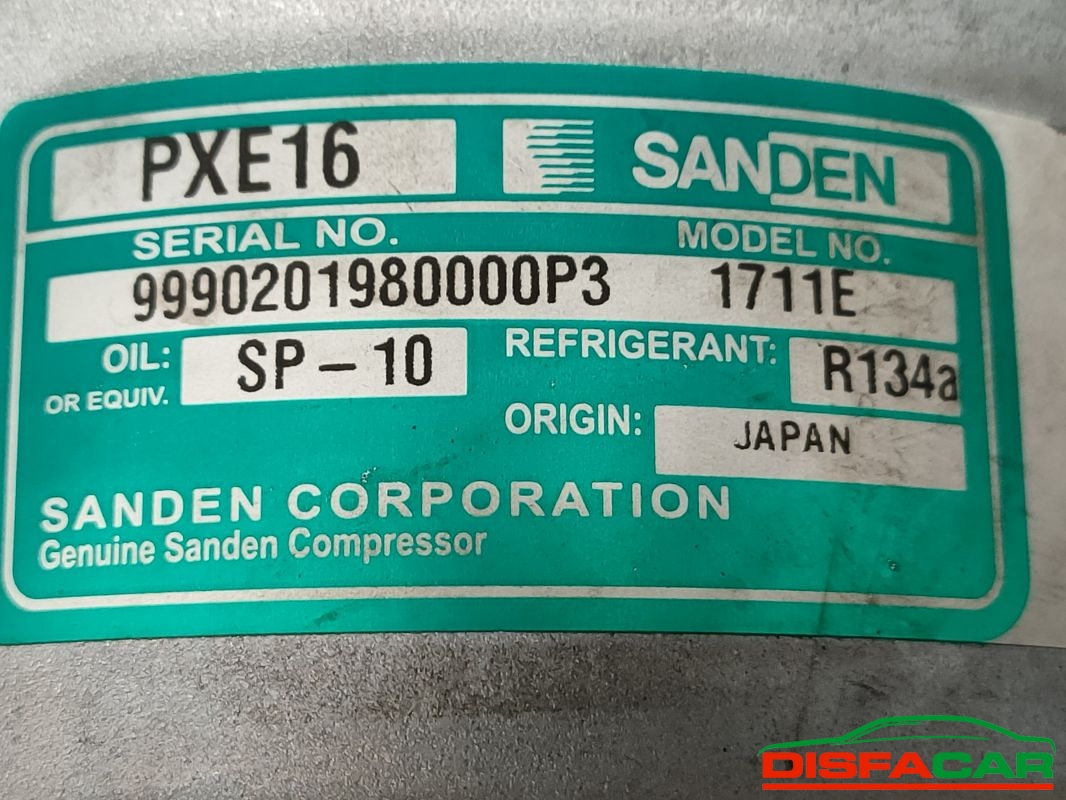 PXE16 SANDEN
SERIAL NO. MODEL NO.
9990201980000P3 1711E
OIL: SP-10 REFRIGERANT: R134a
OR EQUIV.
ORIGIN: JAPAN
SANDEN CORPORATION
Genuine Sanden Compressor
DISFACAR